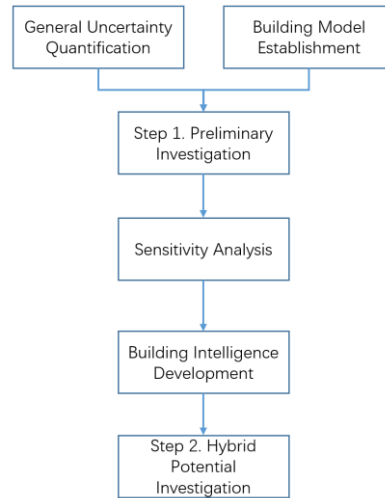 General Uncertainty
Quantification
Building Model
Establishment
Step 1. Preliminary
Investigation
Sensitivity Analysis
Building Intelligence
Development
Step 2. Hybrid
Potential
Investigation